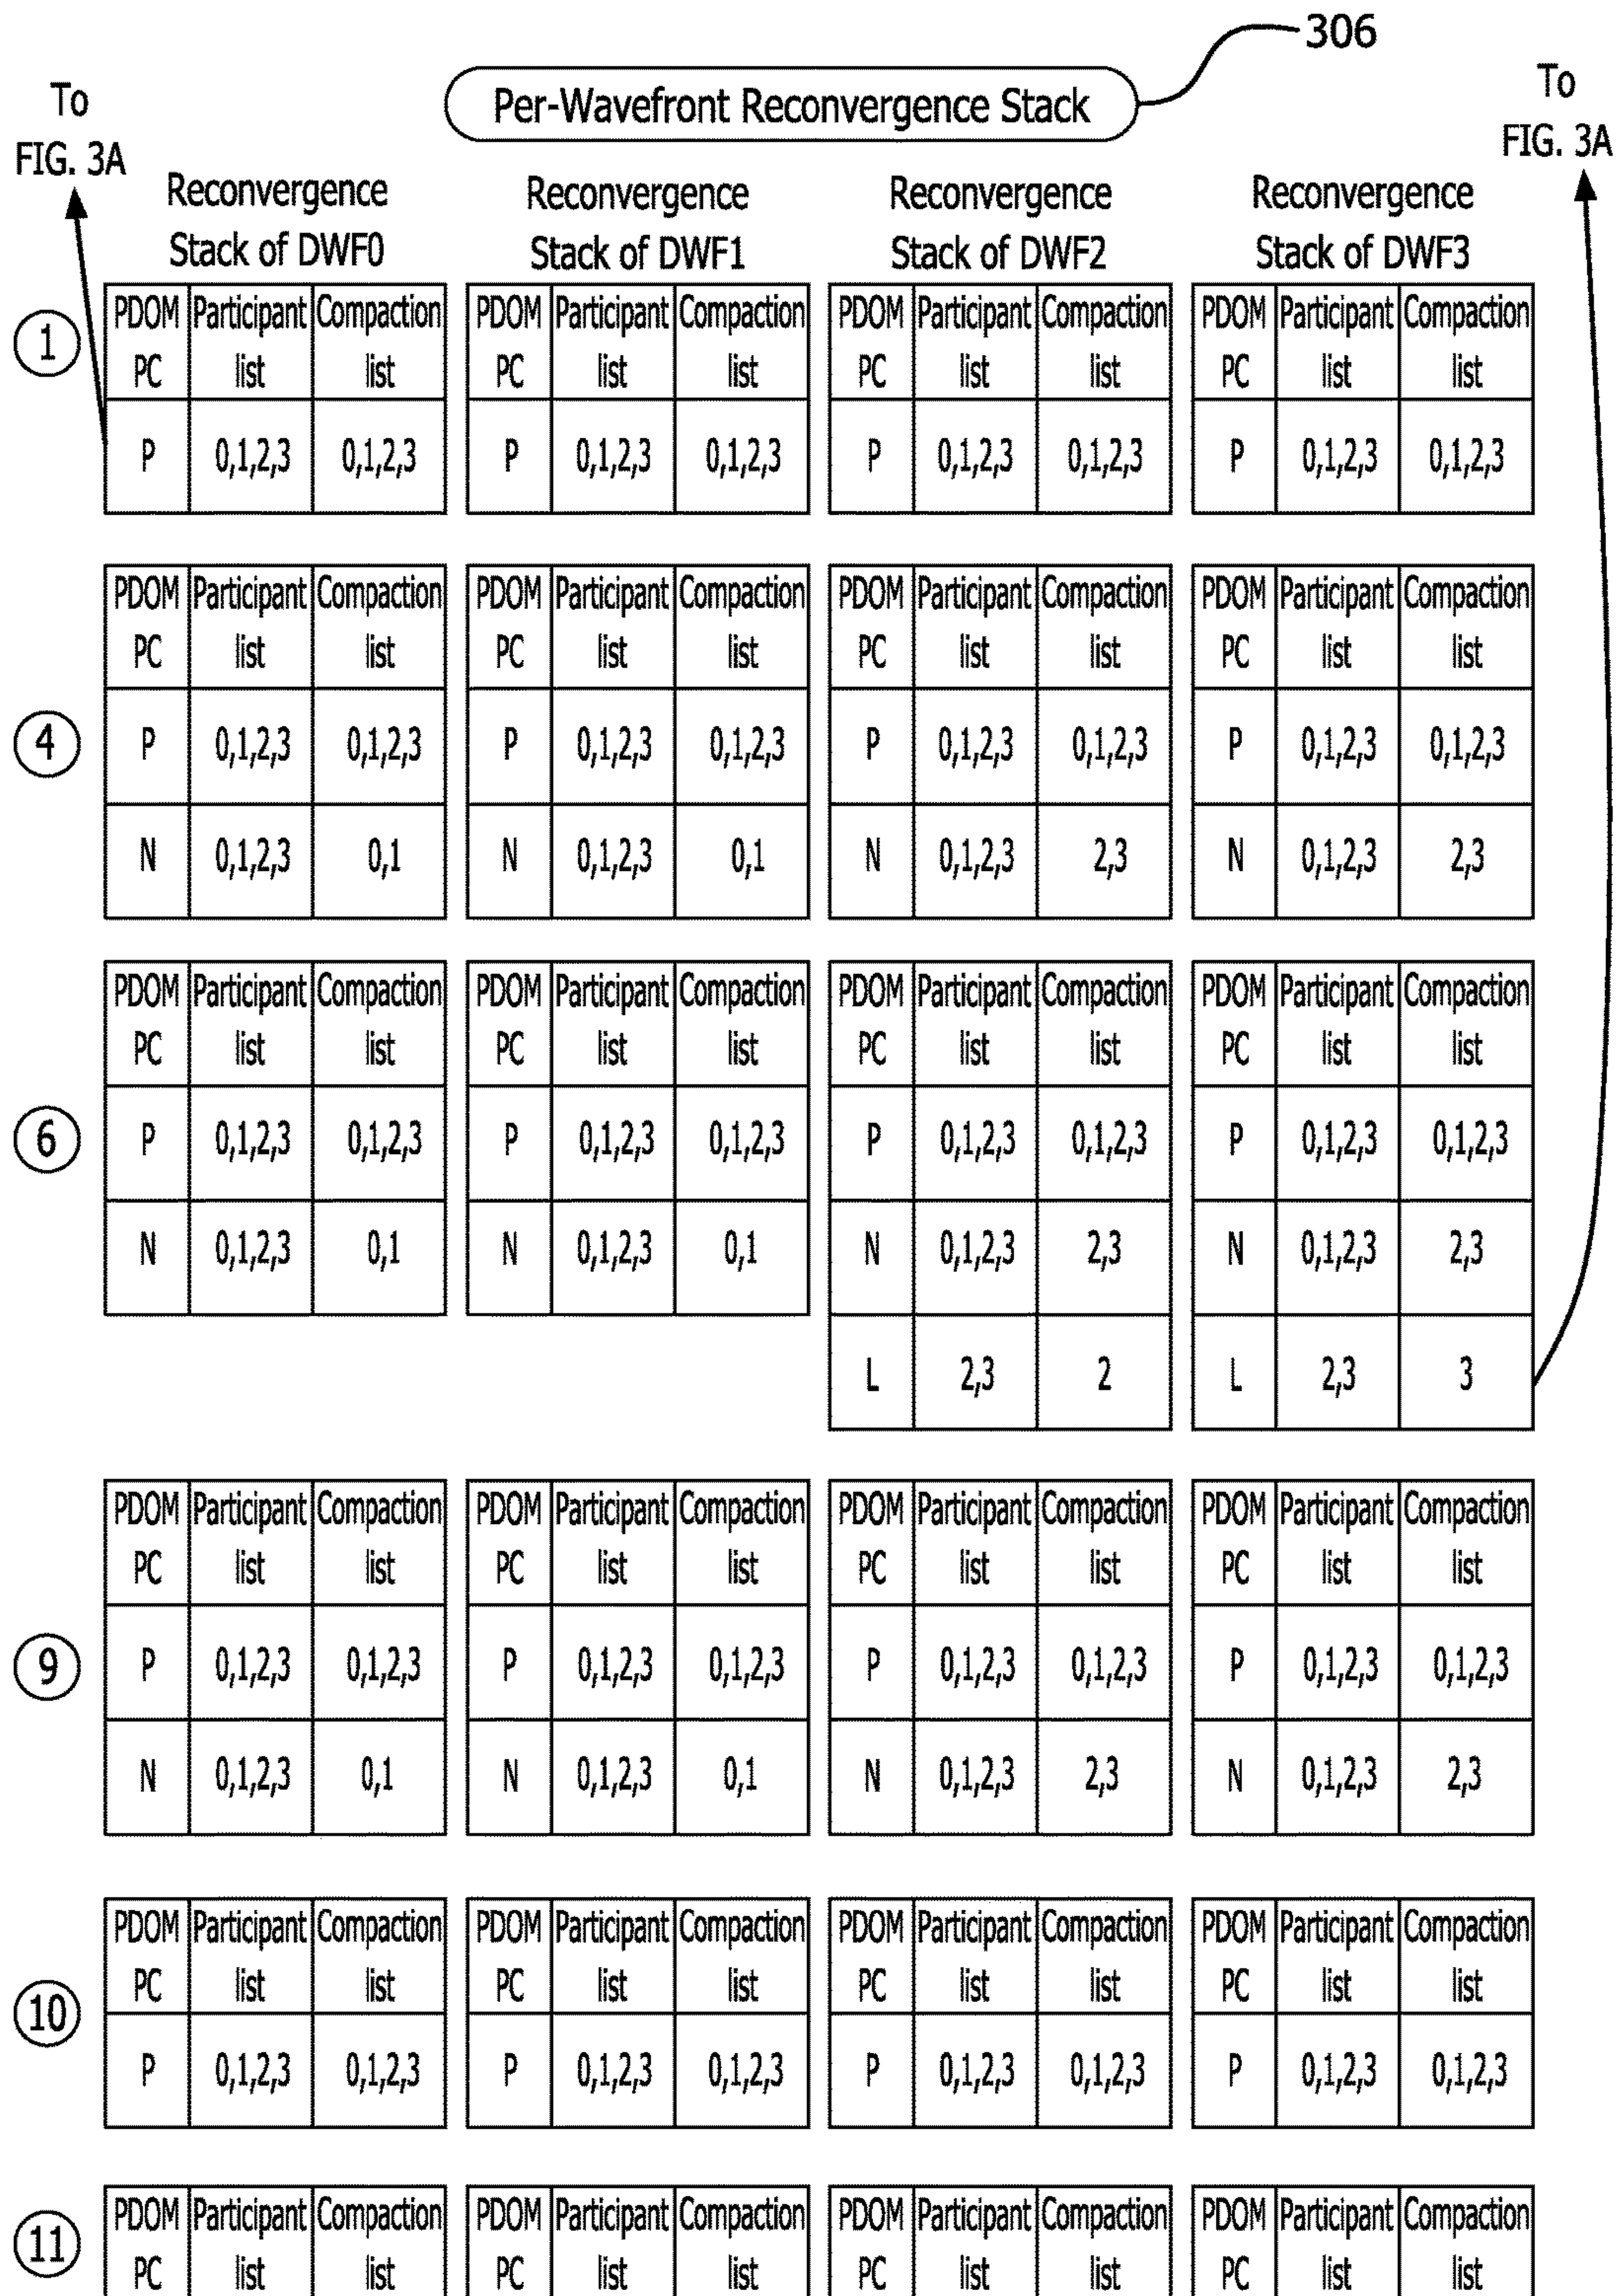 306
Per-Wavefront Reconvergence Stack
To
FIG. 3A
To
FIG. 3A
Reconvergence
Stack of DWF0
Reconvergence
Stack of DWF1
Reconvergence
Stack of DWF2
Reconvergence
Stack of DWF3
1
PDOM Participant Compaction PDOM Participant Compaction PDOM Participant Compaction PDOM Participant Compaction
PC list list PC list list PC list list PC list list
P 0,1,2,3 0,1,2,3 P 0,1,2,3 0,1,2,3 P 0,1,2,3 0,1,2,3 P 0,1,2,3 0,1,2,3
4
PDOM Participant Compaction PDOM Participant Compaction PDOM Participant Compaction PDOM Participant Compaction
PC list list PC list list PC list list PC list list
P 0,1,2,3 0,1,2,3 P 0,1,2,3 0,1,2,3 P 0,1,2,3 0,1,2,3 P 0,1,2,3 0,1,2,3
N 0,1,2,3 0,1 N 0,1,2,3 0,1 N 0,1,2,3 2,3 N 0,1,2,3 2,3
6
PDOM Participant Compaction PDOM Participant Compaction PDOM Participant Compaction PDOM Participant Compaction
PC list list PC list list PC list list PC list list
P 0,1,2,3 0,1,2,3 P 0,1,2,3 0,1,2,3 P 0,1,2,3 0,1,2,3 P 0,1,2,3 0,1,2,3
N 0,1,2,3 0,1 N 0,1,2,3 0,1 N 0,1,2,3 2,3 N 0,1,2,3 2,3
L 2,3 2 L 2,3 3
9
PDOM Participant Compaction PDOM Participant Compaction PDOM Participant Compaction PDOM Participant Compaction
PC list list PC list list PC list list PC list list
P 0,1,2,3 0,1,2,3 P 0,1,2,3 0,1,2,3 P 0,1,2,3 0,1,2,3 P 0,1,2,3 0,1,2,3
N 0,1,2,3 0,1 N 0,1,2,3 0,1 N 0,1,2,3 2,3 N 0,1,2,3 2,3
10
PDOM Participant Compaction PDOM Participant Compaction PDOM Participant Compaction PDOM Participant Compaction
PC list list PC list list PC list list PC list list
P 0,1,2,3 0,1,2,3 P 0,1,2,3 0,1,2,3 P 0,1,2,3 0,1,2,3 P 0,1,2,3 0,1,2,3
11
PDOM Participant Compaction PDOM Participant Compaction PDOM Participant Compaction PDOM Participant Compaction
PC list list PC list list PC list list PC list list